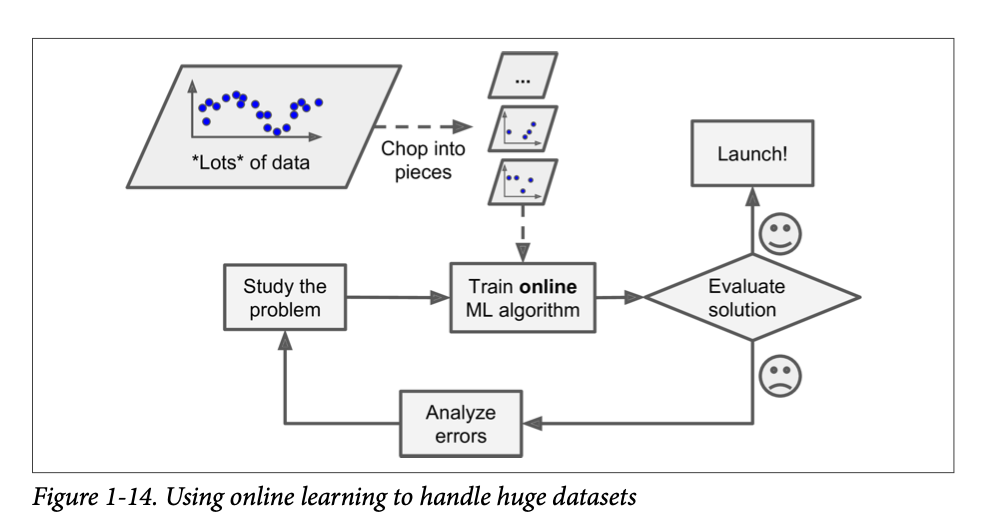 ...
*Lots* of data
Chop into
pieces
Launch!
Study the
problem
Train online
ML algorithm
Evaluate
solution
Analyze
errors
Figure 1-14. Using online learning to handle huge datasets